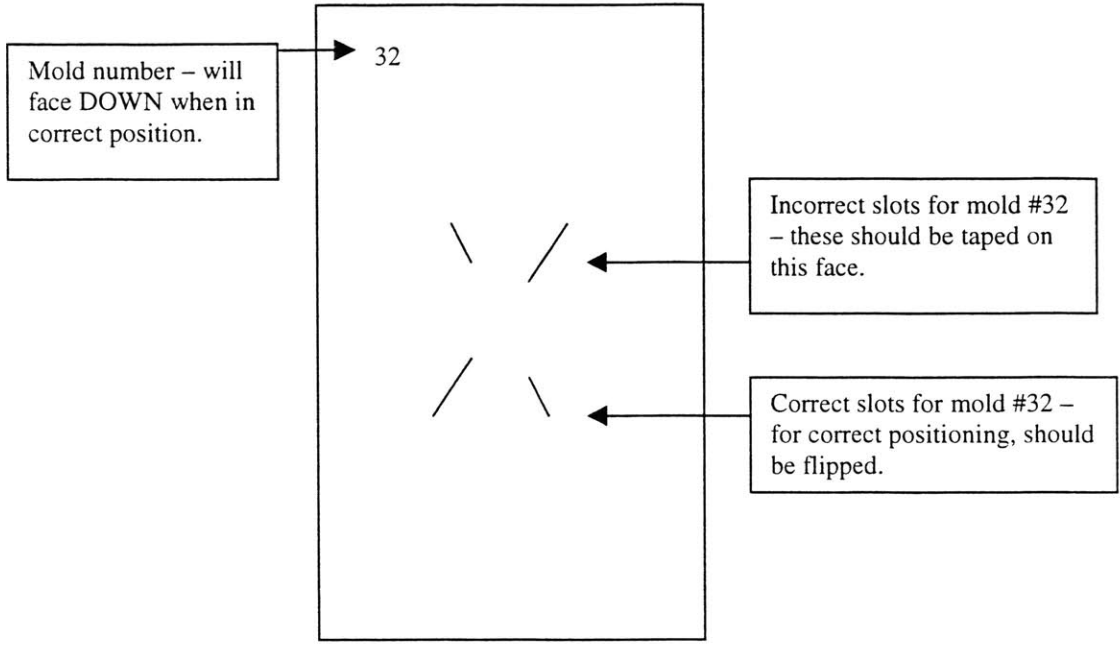 32
Mold number – will
face DOWN when in
correct position.
Incorrect slots for mold #32
– these should be taped on
this face.
Correct slots for mold #32 –
for correct positioning, should
be flipped.